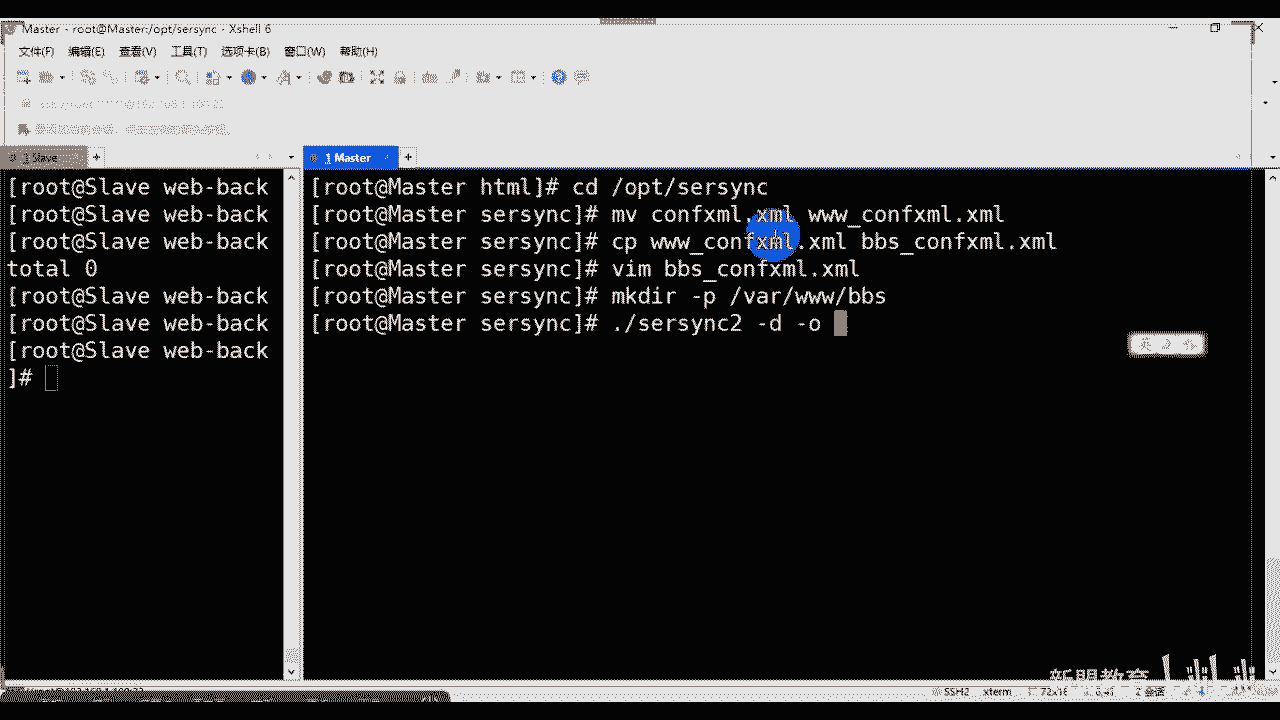 Master - root@Master:/opt/sersync - Xshell 6
文件(F) 编辑(E) 查看(V) 工具(T) 选项卡(B) 窗口(W) 帮助(H)
1 Slave
[root@Slave web-back
[root@Slave web-back
[root@Slave web-back
total 0
[root@Slave web-back
[root@Slave web-back
[root@Slave web-back
]#
1 Master
[root@Master html]# cd /opt/sersync
[root@Master sersync]# mv confxml.xml www_confxml.xml
[root@Master sersync]# cp www_confxml.xml bbs_confxml.xml
[root@Master sersync]# vim bbs_confxml.xml
[root@Master sersync]# mkdir -p /var/www/bbs
[root@Master sersync]# ./sersync2 -d -o
新盟教育
SSH2 xterm 72x16